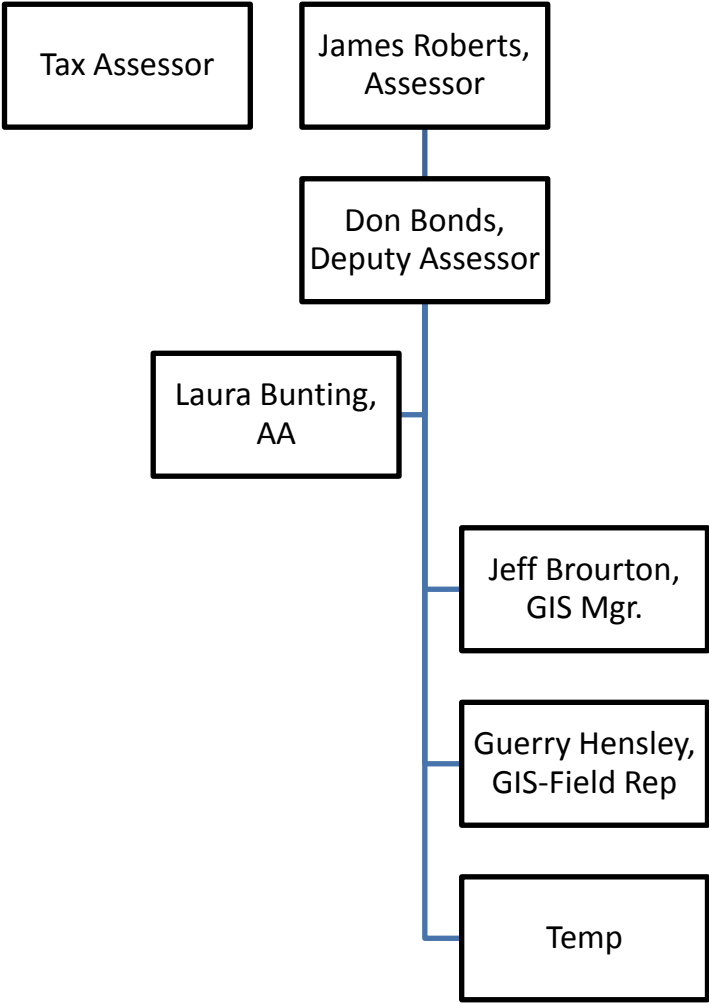 Tax Assessor
James Roberts,
Assessor
Don Bonds,
Deputy Assessor
Laura Bunting,
AA
Jeff Brourton,
GIS Mgr.
Guerry Hensley,
GIS-Field Rep
Temp